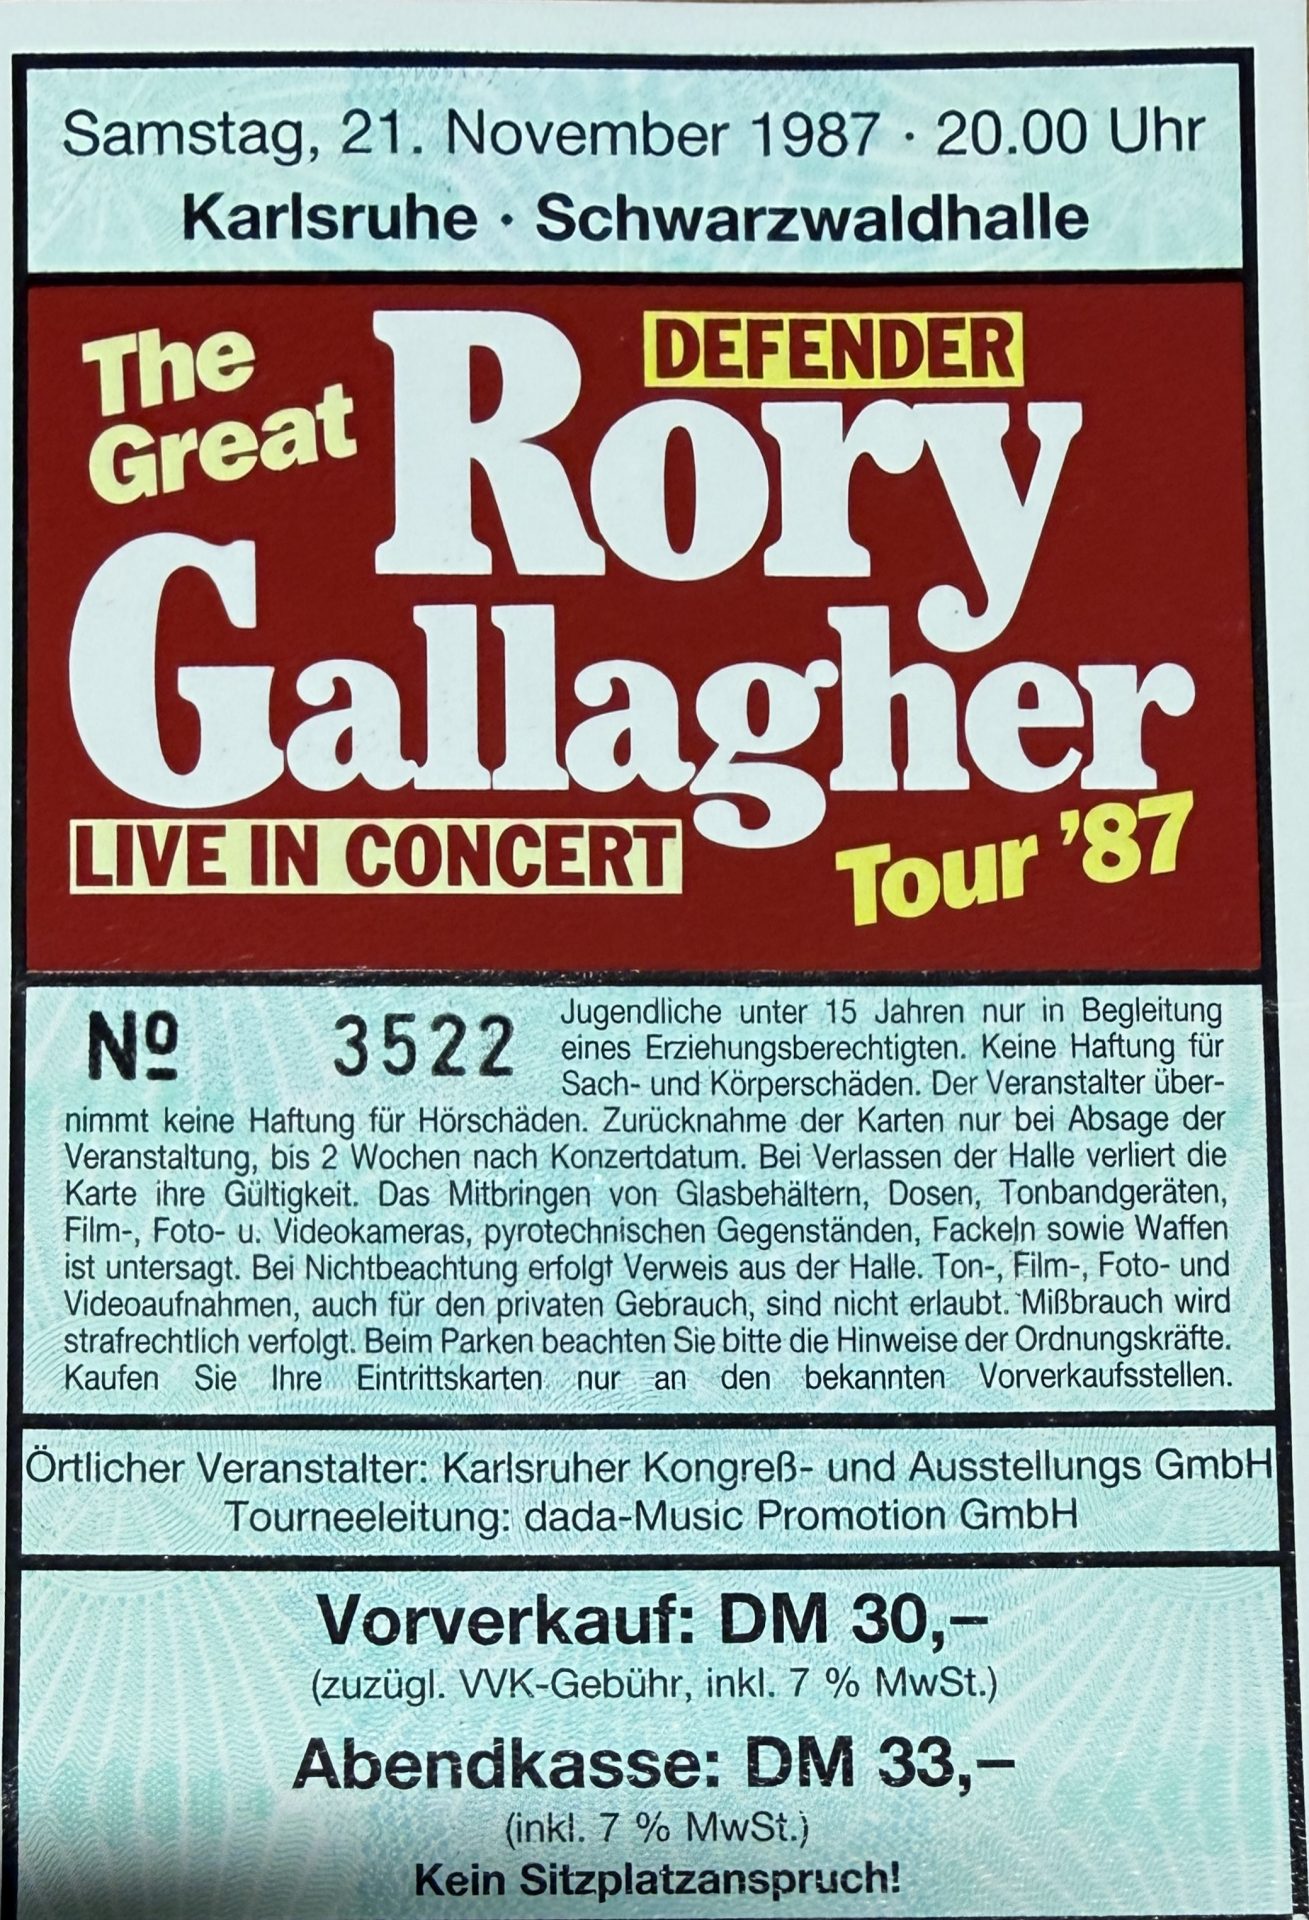 Samstag, 21. November 1987 · 20.00 Uhr
Karlsruhe · Schwarzwaldhalle
The
Great
DEFENDER
Rory
Gallagher
LIVE IN CONCERT
Tour '87
Nº 3522
Jugendliche unter 15 Jahren nur in Begleitung
eines Erziehungsberechtigten. Keine Haftung für
Sach- und Körperschäden. Der Veranstalter über-
nimmt keine Haftung für Hörschäden. Zurücknahme der Karten nur bei Absage der
Veranstaltung, bis 2 Wochen nach Konzertdatum. Bei Verlassen der Halle verliert die
Karte ihre Gültigkeit. Das Mitbringen von Glasbehältern, Dosen, Tonbandgeräten,
Film-, Foto- u. Videokameras, pyrotechnischen Gegenständen, Fackeln sowie Waffen
ist untersagt. Bei Nichtbeachtung erfolgt Verweis aus der Halle. Ton-, Film-, Foto- und
Videoaufnahmen, auch für den privaten Gebrauch, sind nicht erlaubt. Mißbrauch wird
strafrechtlich verfolgt. Beim Parken beachten Sie bitte die Hinweise der Ordnungskräfte.
Kaufen Sie Ihre Eintrittskarten nur an den bekannten Vorverkaufsstellen.
Örtlicher Veranstalter: Karlsruher Kongreß- und Ausstellungs GmbH
Tourneeleitung: dada-Music Promotion GmbH
Vorverkauf: DM 30,–
(zuzügl. VVK-Gebühr, inkl. 7 % MwSt.)
Abendkasse: DM 33,–
(inkl. 7 % MwSt.)
Kein Sitzplatzanspruch!